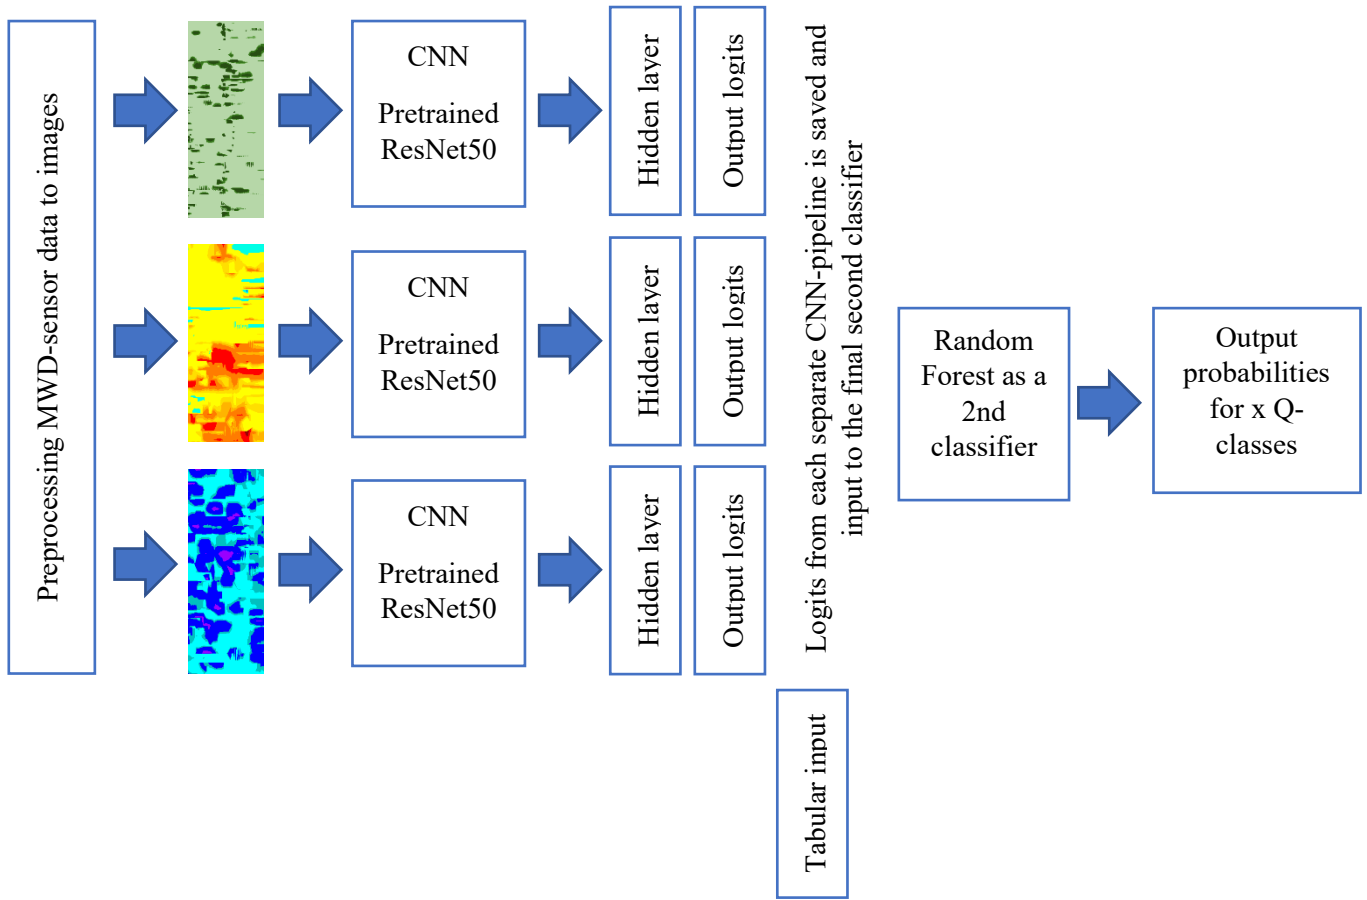 Preprocessing MWD-sensor data to images
CNN
Pretrained
ResNet50
Hidden layer
Output logits
CNN
Pretrained
ResNet50
Hidden layer
Output logits
CNN
Pretrained
ResNet50
Hidden layer
Output logits
Logits from each separate CNN-pipeline is saved and
input to the final second classifier
Tabular input
Random
Forest as a
2nd
classifier
Output
probabilities
for x Q-
classes